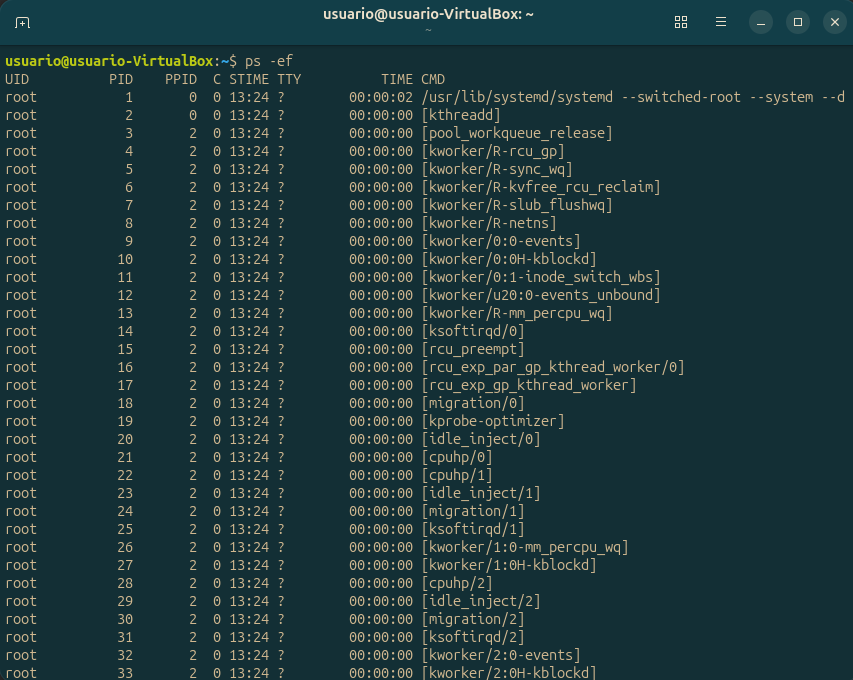 usuario@usuario-VirtualBox: ~
~
usuario@usuario-VirtualBox:~$ ps -ef
UID          PID    PPID  C STIME TTY          TIME CMD
root           1       0  0 13:24 ?        00:00:02 /usr/lib/systemd/systemd --switched-root --system --d
root           2       0  0 13:24 ?        00:00:00 [kthreadd]
root           3       2  0 13:24 ?        00:00:00 [pool_workqueue_release]
root           4       2  0 13:24 ?        00:00:00 [kworker/R-rcu_gp]
root           5       2  0 13:24 ?        00:00:00 [kworker/R-sync_wq]
root           6       2  0 13:24 ?        00:00:00 [kworker/R-kvfree_rcu_reclaim]
root           7       2  0 13:24 ?        00:00:00 [kworker/R-slub_flushwq]
root           8       2  0 13:24 ?        00:00:00 [kworker/R-netns]
root           9       2  0 13:24 ?        00:00:00 [kworker/0:0-events]
root          10       2  0 13:24 ?        00:00:00 [kworker/0:0H-kblockd]
root          11       2  0 13:24 ?        00:00:00 [kworker/0:1-inode_switch_wbs]
root          12       2  0 13:24 ?        00:00:00 [kworker/u20:0-events_unbound]
root          13       2  0 13:24 ?        00:00:00 [kworker/R-mm_percpu_wq]
root          14       2  0 13:24 ?        00:00:00 [ksoftirqd/0]
root          15       2  0 13:24 ?        00:00:00 [rcu_preempt]
root          16       2  0 13:24 ?        00:00:00 [rcu_exp_par_gp_kthread_worker/0]
root          17       2  0 13:24 ?        00:00:00 [rcu_exp_gp_kthread_worker]
root          18       2  0 13:24 ?        00:00:00 [migration/0]
root          19       2  0 13:24 ?        00:00:00 [kprobe-optimizer]
root          20       2  0 13:24 ?        00:00:00 [idle_inject/0]
root          21       2  0 13:24 ?        00:00:00 [cpuhp/0]
root          22       2  0 13:24 ?        00:00:00 [cpuhp/1]
root          23       2  0 13:24 ?        00:00:00 [idle_inject/1]
root          24       2  0 13:24 ?        00:00:00 [migration/1]
root          25       2  0 13:24 ?        00:00:00 [ksoftirqd/1]
root          26       2  0 13:24 ?        00:00:00 [kworker/1:0-mm_percpu_wq]
root          27       2  0 13:24 ?        00:00:00 [kworker/1:0H-kblockd]
root          28       2  0 13:24 ?        00:00:00 [cpuhp/2]
root          29       2  0 13:24 ?        00:00:00 [idle_inject/2]
root          30       2  0 13:24 ?        00:00:00 [migration/2]
root          31       2  0 13:24 ?        00:00:00 [ksoftirqd/2]
root          32       2  0 13:24 ?        00:00:00 [kworker/2:0-events]
root          33       2  0 13:24 ?        00:00:00 [kworker/2:0H-kblockd]